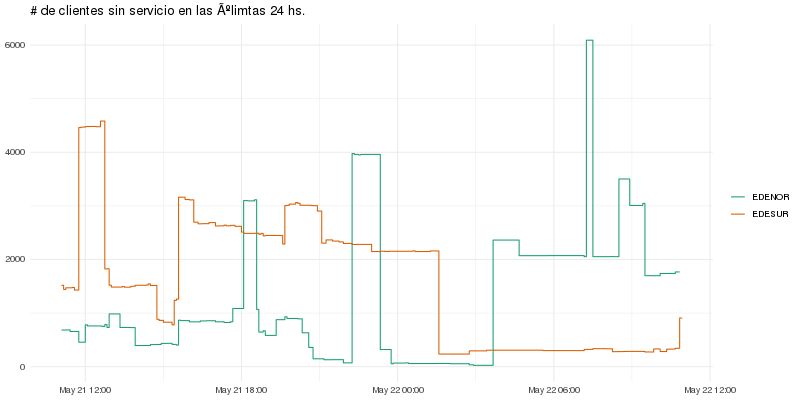 # de clientes sin servicio en las Ãºlimtas 24 hs.
6000
4000
2000
0
May 21 12:00
May 21 18:00
May 22 00:00
May 22 06:00
May 22 12:00
EDENOR
EDESUR